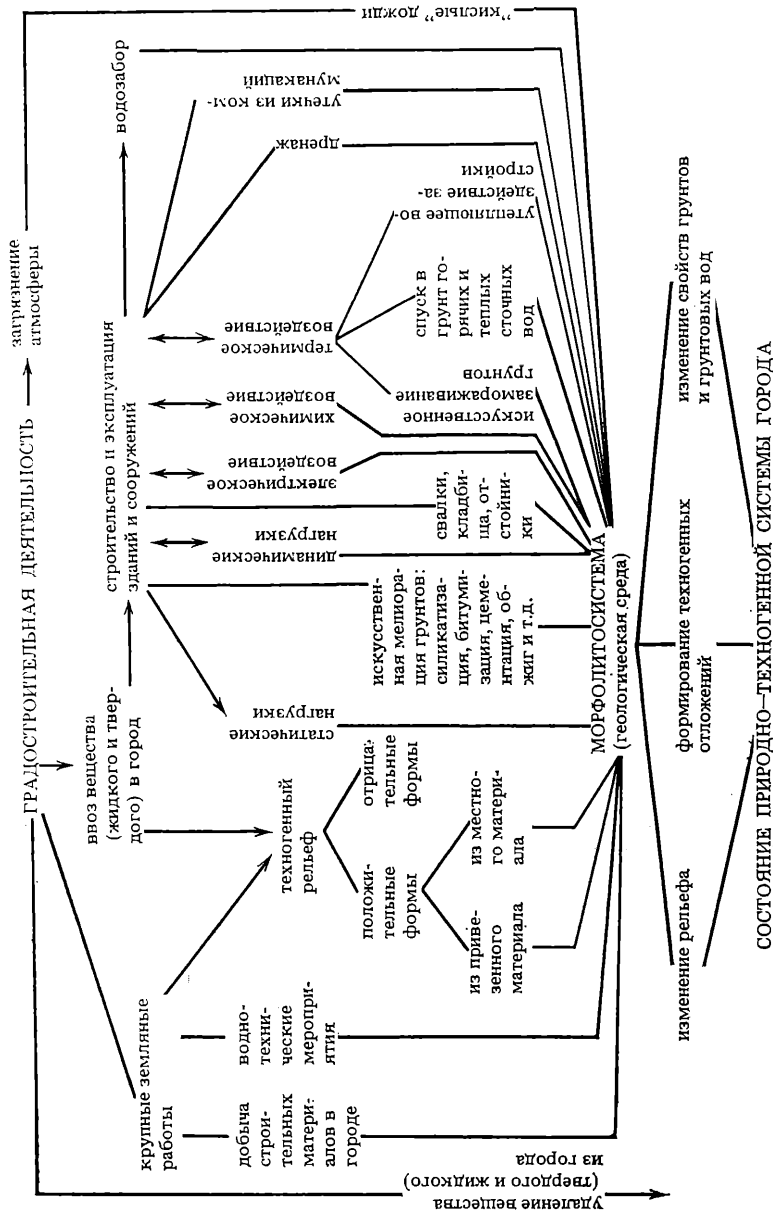 ГРАДОСТРОИТЕЛЬНАЯ ДЕЯТЕЛЬНОСТЬ
загрязнение
атмосферы
"кислые" дожди
ввоз вещества
(жидкого и твер-
дого) в город
строительство и эксплуатация
зданий и сооружений
водозабор
крупные земляные
работы
техногенный
рельеф
статические
нагрузки
динамические
нагрузки
электрическое
воздействие
химическое
воздействие
термическое
воздействие
дренаж
утечки из ком-
мунакаций
добыча
строи-
тельных
матери-
алов в
городе
водно-
техни-
ческие
меропри-
ятия
положи-
тельные
формы
отрица-
тельные
формы
из приве-
зенного
материала
из местно-
го матери-
ала
искусствен-
ная мелиора-
ция грунтов:
силикатиза-
ция, битуми-
зация, цеме-
нтация, об-
жиг и т.д.
свалки,
кладби-
ща, от-
стойни-
ки
искусственное
замораживание
грунтов
спуск в
грунт го-
рячих и
теплых
сточных
вод
утепляющее во-
здействие за-
стройки
Удаление вещества
(твердого и жидкого)
из города
МОРФОЛИТОСИСТЕМА
(геологическая среда)
изменение рельефа
формирование техногенных
отложений
изменение свойств грунтов
и грунтовых вод
СОСТОЯНИЕ ПРИРОДНО—ТЕХНОГЕННОЙ СИСТЕМЫ ГОРОДА